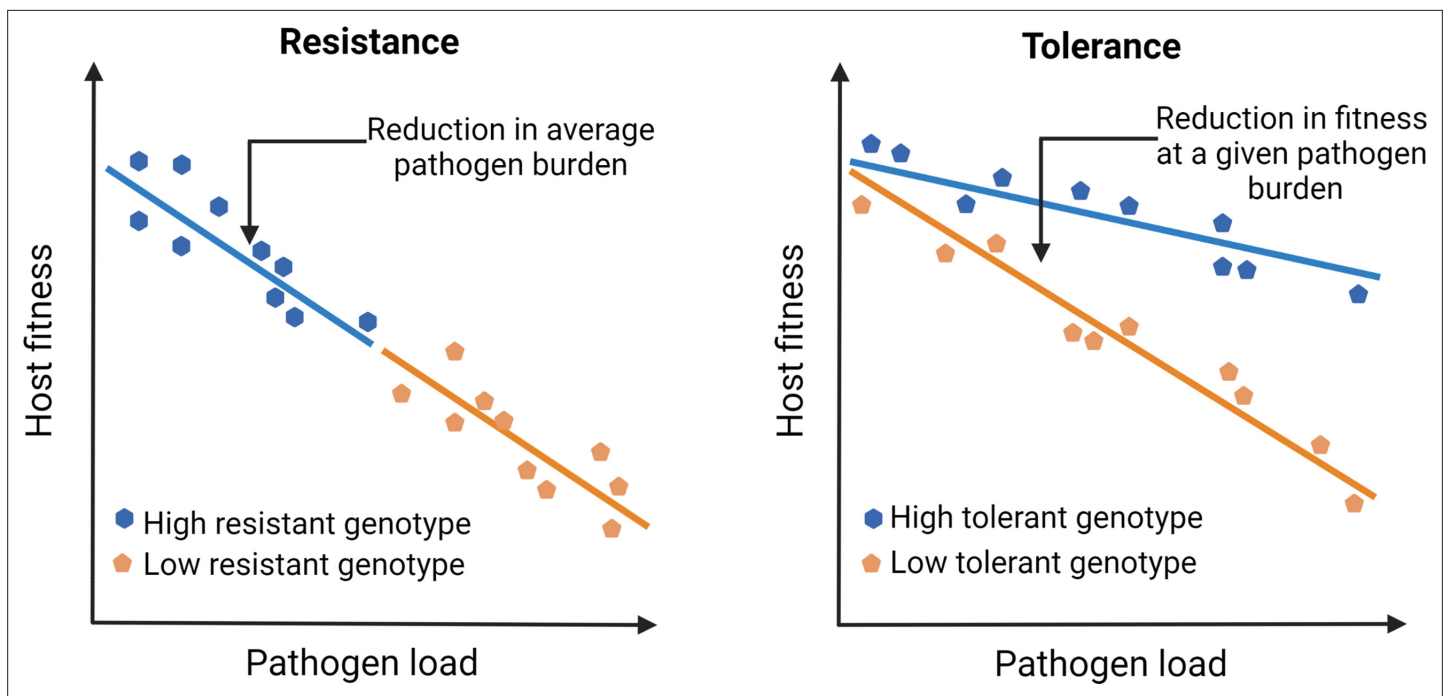 Resistance
Reduction in average
pathogen burden
Host fitness
High resistant genotype
Low resistant genotype
Pathogen load
Tolerance
Reduction in fitness
at a given pathogen
burden
Host fitness
High tolerant genotype
Low tolerant genotype
Pathogen load